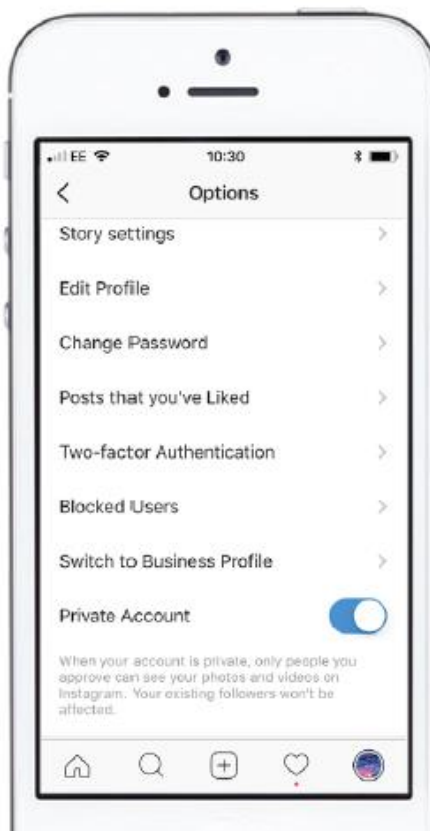 EE 10:30
Options
Story settings
Edit Profile
Change Password
Posts that you've Liked
Two-factor Authentication
Blocked Users
Switch to Business Profile
Private Account
When your account is private, only people you
approve can see your photos and videos on
Instagram. Your existing followers won't be
affected.